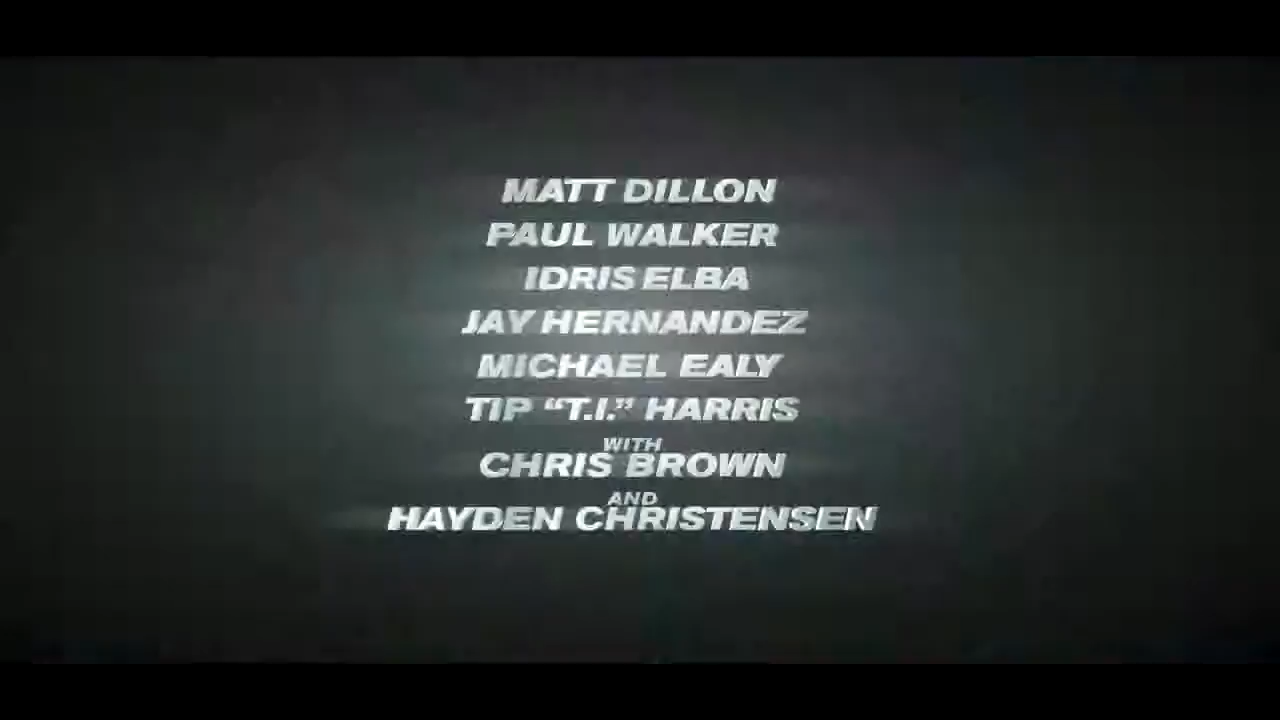 MATT DILLON
PAUL WALKER
IDRIS ELBA
JAY HERNANDEZ
MICHAEL EALY
TIP “T.I.” HARRIS
WITH
CHRIS BROWN
AND
HAYDEN CHRISTENSEN